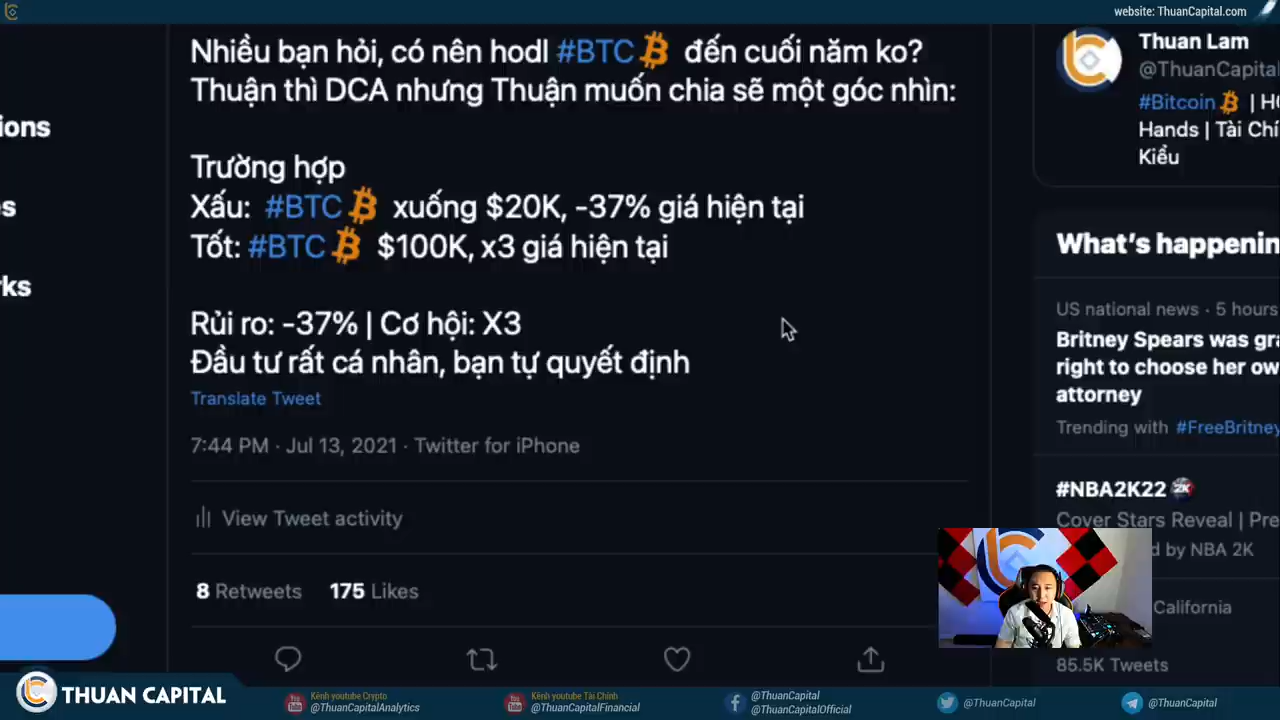 website: ThuanCapital.com
Nhiều bạn hỏi, có nên hodl #BTC đến cuối năm ko?
Thuận thì DCA nhưng Thuận muốn chia sẽ một góc nhìn:
Trường hợp
Xấu: #BTC xuống $20K, -37% giá hiện tại
Tốt: #BTC $100K, x3 giá hiện tại
Rủi ro: -37% | Cơ hội: X3
Đầu tư rất cá nhân, bạn tự quyết định
Translate Tweet
7:44 PM · Jul 13, 2021 · Twitter for iPhone
View Tweet activity
8 Retweets 175 Likes
ions
s
rks
Thuan Lam
@ThuanCapital
#Bitcoin | H
Hands | Tài Chí
Kiểu
What's happenin
US national news · 5 hours
Britney Spears was gra
right to choose her ow
attorney
Trending with #FreeBritney
#NBA2K22
Cover Stars Reveal | Pre
d by NBA 2K
California
85.5K Tweets
THUAN CAPITAL
Kênh youtube Crypto
@ThuanCapitalAnalytics
Kênh youtube Tài Chính
@ThuanCapitalFinancial
@ThuanCapital
@ThuanCapitalOfficial
@ThuanCapital
@ThuanCapital